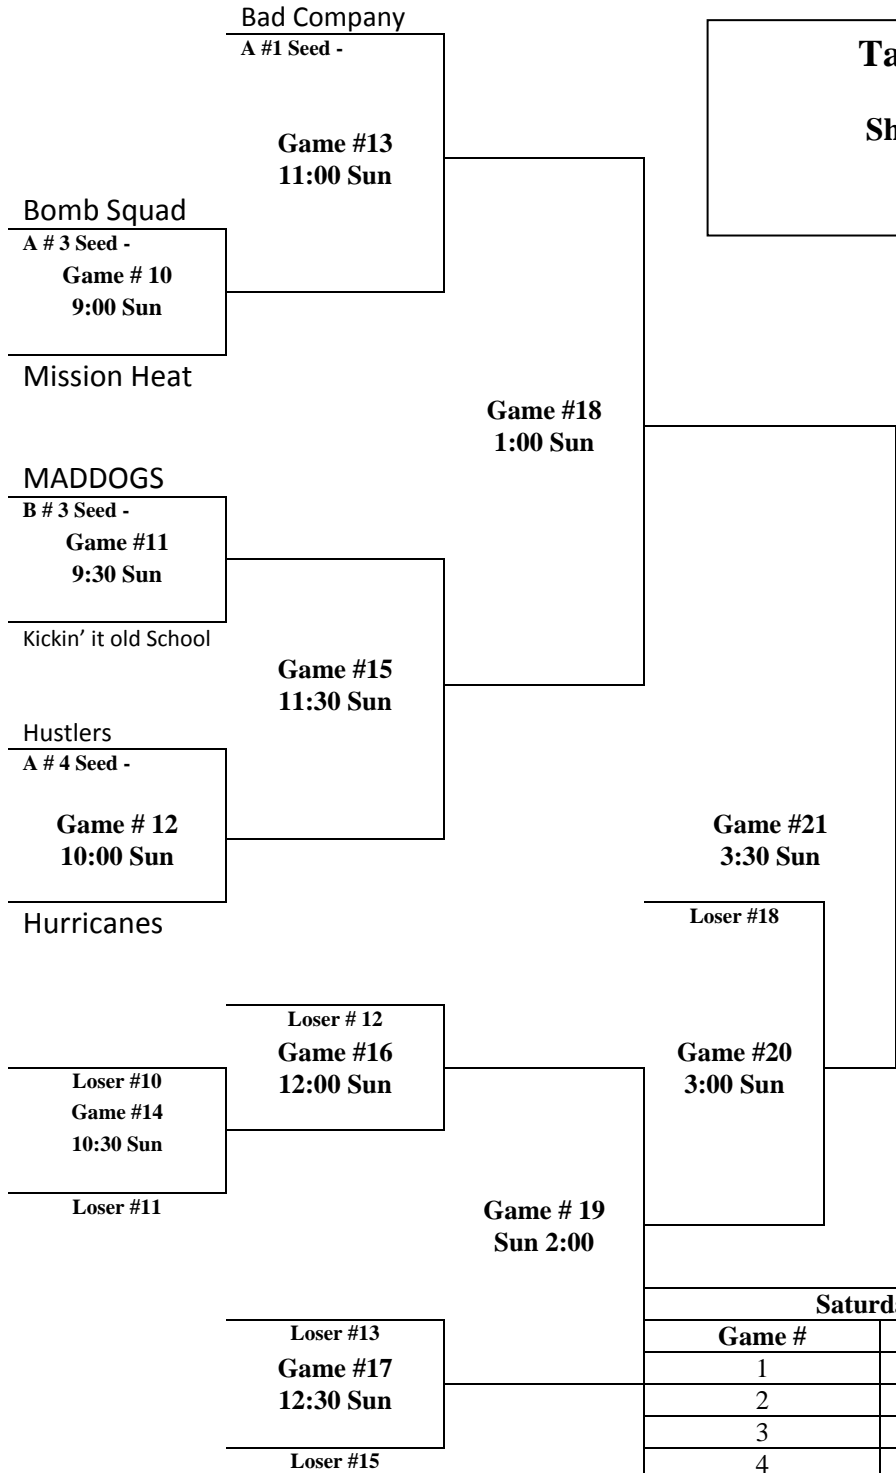 Bad Company
A #1 Seed -
Game #13
11:00 Sun
Bomb Squad
A # 3 Seed -
Game # 10
9:00 Sun
Mission Heat
Game #18
1:00 Sun
MADDOGS
B # 3 Seed -
Game #11
9:30 Sun
Kickin’ it old School
Game #15
11:30 Sun
Hustlers
A # 4 Seed -
Game # 12
10:00 Sun
Hurricanes
Game #21
3:30 Sun
Loser #18
Loser # 12
Game #16
12:00 Sun
Game #20
3:00 Sun
Loser #10
Game #14
10:30 Sun
Loser #11
Game # 19
Sun 2:00
Loser #13
Game #17
12:30 Sun
Loser #15
Game #
1
2
3
4